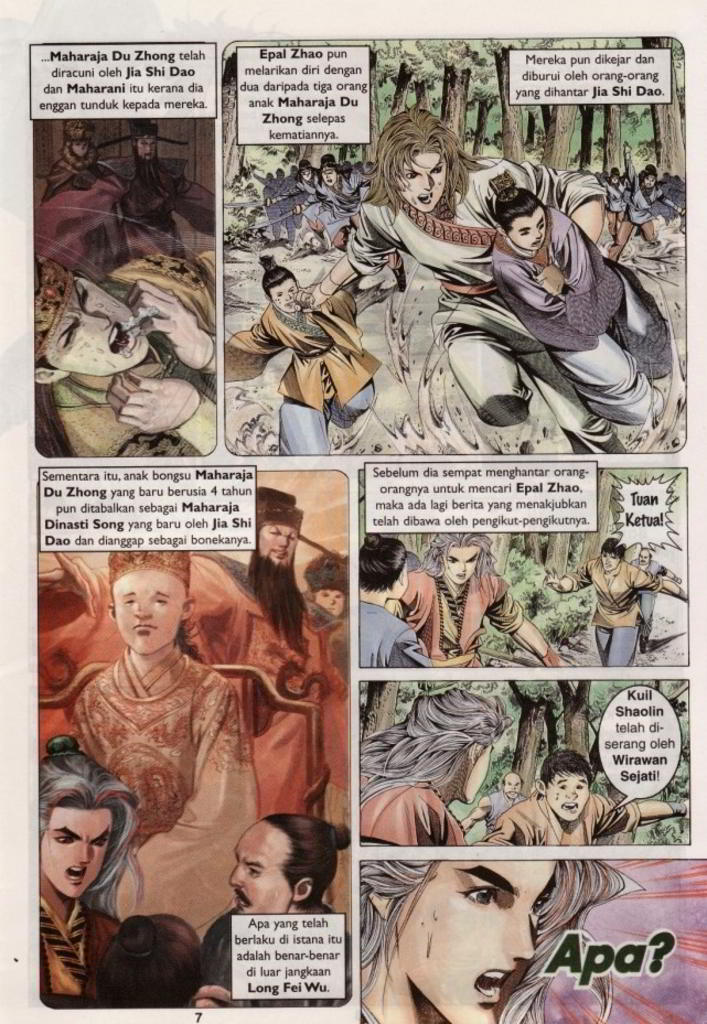 ...Maharaja Du Zhong telah
diracuni oleh Jia Shi Dao
dan Maharani itu kerana dia
enggan tunduk kepada mereka.
Epal Zhao pun
melarikan diri dengan
dua daripada tiga orang
anak Maharaja Du
Zhong selepas
kematiannya.
Mereka pun dikejar dan
diburui oleh orang-orang
yang dihantar Jia Shi Dao.
Sementara itu, anak bongsu Maharaja
Du Zhong yang baru berusia 4 tahun
pun ditabalkan sebagai Maharaja
Dinasti Song yang baru oleh Jia Shi
Dao dan dianggap sebagai bonekanya.
Apa yang telah
berlaku di istana itu
adalah benar-benar
di luar jangkaan
Long Fei Wu.
Sebelum dia sempat menghantar orang-
orangnya untuk mencari Epal Zhao,
maka ada lagi berita yang menakjubkan
telah dibawa oleh pengikut-pengikutnya.
Tuan
Ketua!
Kuil
Shaolin
telah di-
serang oleh
Wirawan
Sejati!
Apa?
7